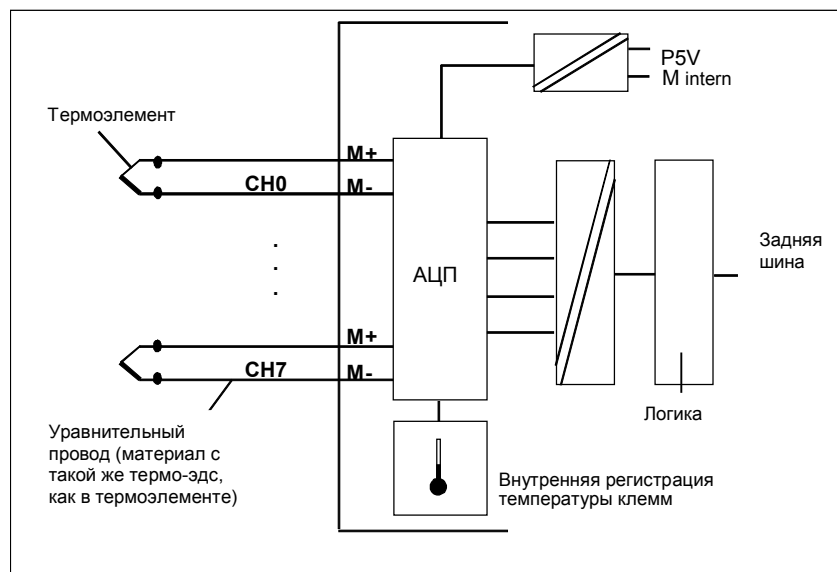 P5V
M intern
Термоэлемент
M+
CH0
M-
АЦП
Задняя
шина
M+
CH7
M-
Логика
Уравнительный
провод (материал с
такой же термо-эдс,
как в термоэлементе)
Внутренняя регистрация
температуры клемм